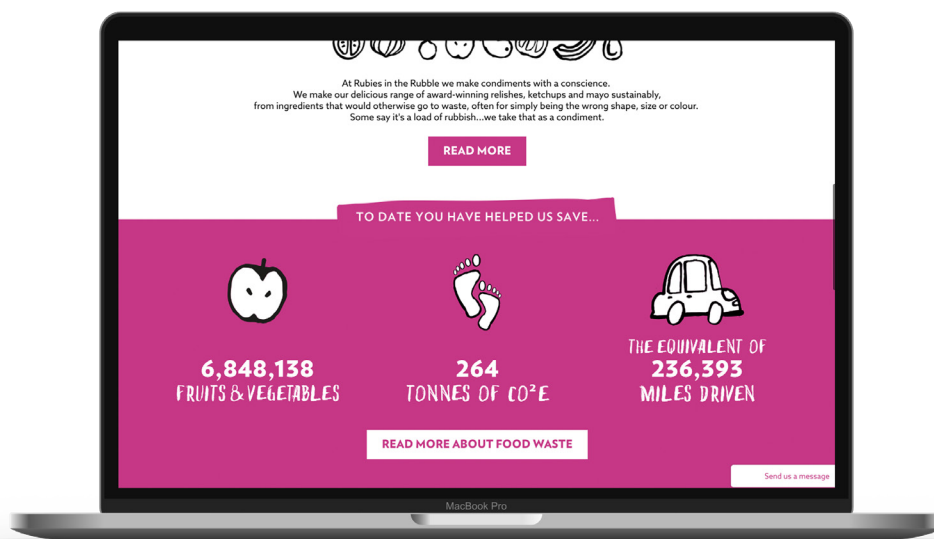 At Rubies in the Rubble we make condiments with a conscience.
We make our delicious range of award-winning relishes, ketchups and mayo sustainably,
from ingredients that would otherwise go to waste, often for simply being the wrong shape, size or colour.
Some say it's a load of rubbish...we take that as a condiment.
READ MORE
TO DATE YOU HAVE HELPED US SAVE...
6,848,138
FRUITS & VEGETABLES
264
TONNES OF CO²E
THE EQUIVALENT OF
236,393
MILES DRIVEN
READ MORE ABOUT FOOD WASTE
Send us a message
MacBook Pro